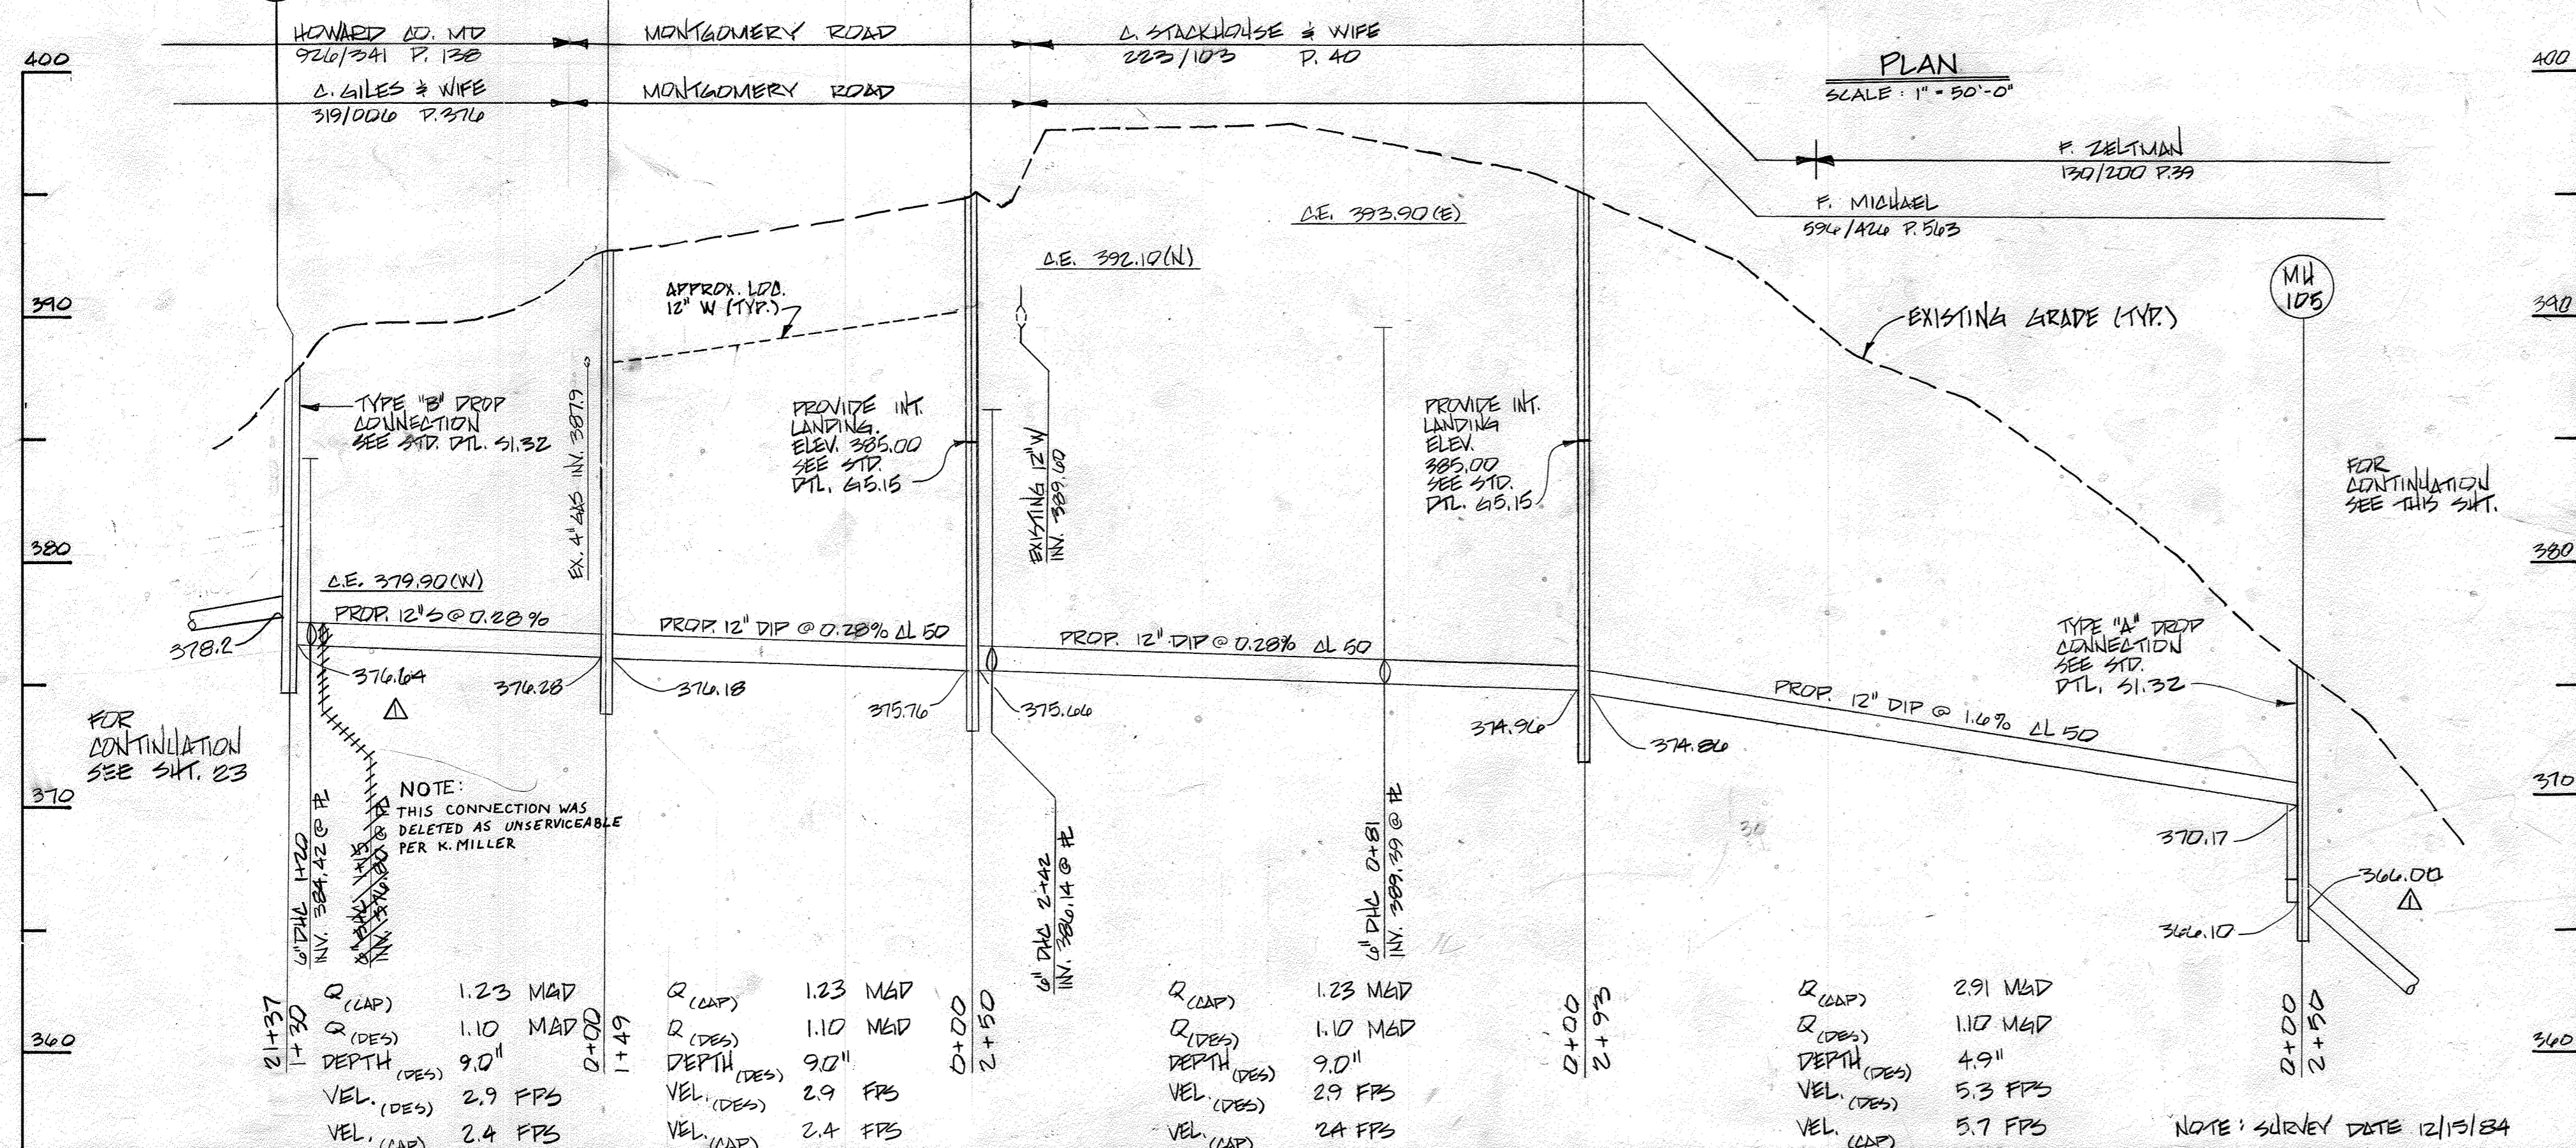 HOWARD CO. MD
926/341 P. 138
MONTGOMERY ROAD
C. STACKHOUSE & WIFE
223/103 P. 40
C. GILES & WIFE
319/006 P. 376
MONTGOMERY ROAD
PLAN
SCALE : 1" = 50'-0"
F. ZELTMAN
130/200 P.39
F. MICHAEL
596/426 P. 563
400
390
380
370
360
400
390
380
370
360
C.E. 393.90 (E)
C.E. 392.10 (N)
APPROX. LOC.
12" W (TYP.)
EXISTING GRADE (TYP.)
MH
105
TYPE "B" DROP
CONNECTION
SEE STD. DTL. S1.32
EX. 4" GAS INV. 387.9
PROVIDE INT.
LANDING.
ELEV. 385.00
SEE STD.
DTL. G5.15
EXISTING 12" W
INV. 389.60
PROVIDE INT.
LANDING
ELEV.
385.00
SEE STD.
DTL. G5.15
FOR
CONTINUATION
SEE THIS SHT.
C.E. 379.90 (W)
PROP. 12" S @ 0.28 %
PROP. 12" DIP @ 0.28% CL 50
PROP. 12" DIP @ 0.28% CL 50
PROP. 12" DIP @ 1.6% CL 50
TYPE "A" DROP
CONNECTION
SEE STD.
DTL. S1.32
378.2
376.64
1
376.28
376.18
375.76
375.66
374.96
374.86
370.17
366.00
1
366.10
FOR
CONTINUATION
SEE SHT. 23
NOTE:
THIS CONNECTION WAS
DELETED AS UNSERVICEABLE
PER K. MILLER
6" DHC 1+20
INV. 384.42 @ PL
6" DHC 2+42
INV. 386.14 @ PL
6" DHC 0+81
INV. 389.39 @ PL
21+37
1+30
0+00
1+49
0+00
2+50
0+00
2+93
0+00
2+50
Q (CAP) 1.23 MGD
Q (DES) 1.10 MGD
DEPTH (DES) 9.0"
VEL. (DES) 2.9 FPS
VEL. (CAP) 2.4 FPS
Q (CAP) 1.23 MGD
Q (DES) 1.10 MGD
DEPTH (DES) 9.0"
VEL. (DES) 2.9 FPS
VEL. (CAP) 2.4 FPS
Q (CAP) 1.23 MGD
Q (DES) 1.10 MGD
DEPTH (DES) 9.0"
VEL. (DES) 2.9 FPS
VEL. (CAP) 2.4 FPS
Q (CAP) 2.91 MGD
Q (DES) 1.10 MGD
DEPTH (DES) 4.9"
VEL. (DES) 5.3 FPS
VEL. (CAP) 5.7 FPS
NOTE : SURVEY DATE 12/15/84